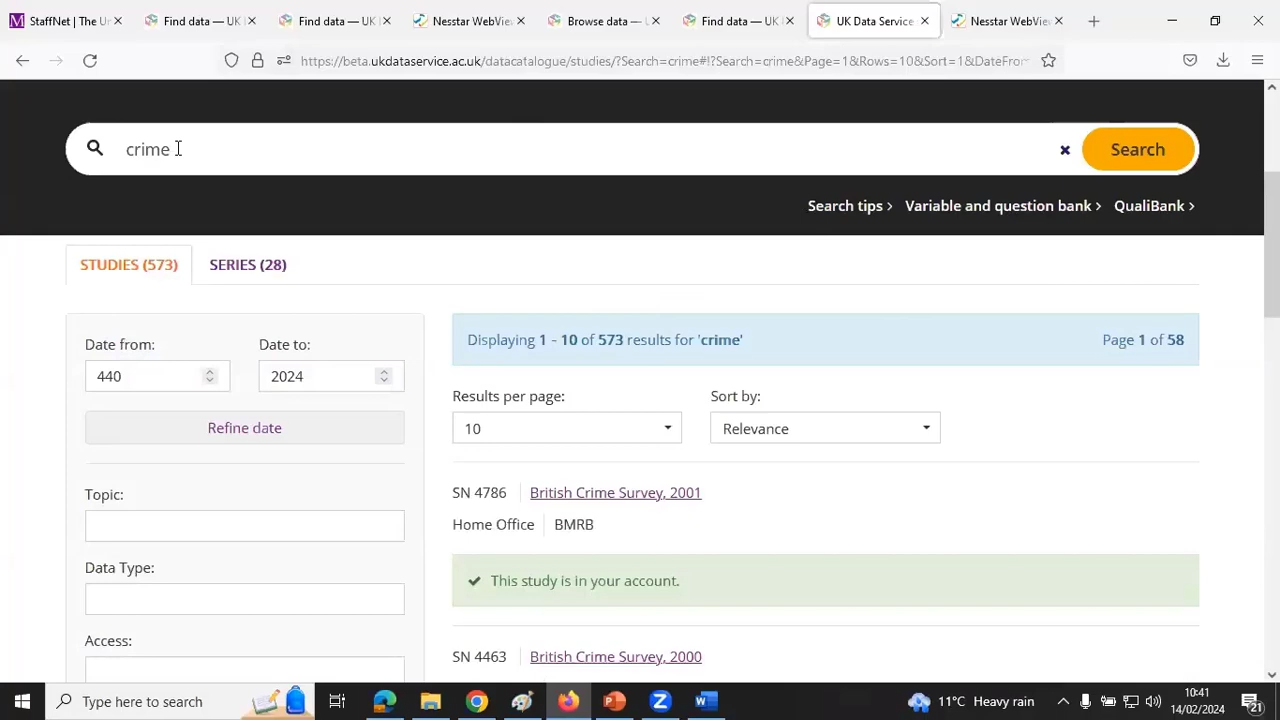 StaffNet | The Un
Find data — UK
Find data — UK
Nesstar WebView
Browse data —
Find data — UK
UK Data Service
Nesstar WebView
https://beta.ukdataservice.ac.uk/datacatalogue/studies/?Search=crime#!?Search=crime&Page=1&Rows=10&Sort=1&DateFrom
crime
Search
Search tips
Variable and question bank
QualiBank
STUDIES (573)
SERIES (28)
Date from:
Date to:
440
2024
Refine date
Topic:
Data Type:
Access:
Displaying 1 - 10 of 573 results for 'crime'
Page 1 of 58
Results per page:
Sort by:
10
Relevance
SN 4786
British Crime Survey, 2001
Home Office
BMRB
This study is in your account.
SN 4463
British Crime Survey, 2000
Type here to search
11°C Heavy rain
10:41
14/02/2024
21